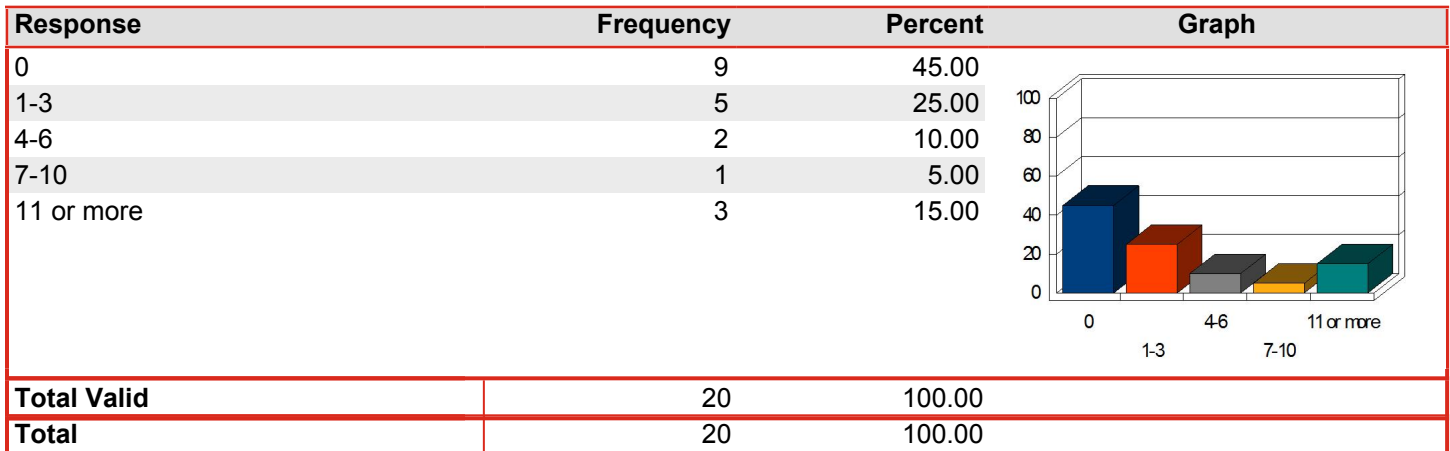 Response Frequency Percent Graph
0 9 45.00
1-3 5 25.00
4-6 2 10.00
7-10 1 5.00
11 or more 3 15.00
100
80
60
40
20
0
0 4-6 11 or more
1-3 7-10
Total Valid 20 100.00
Total 20 100.00